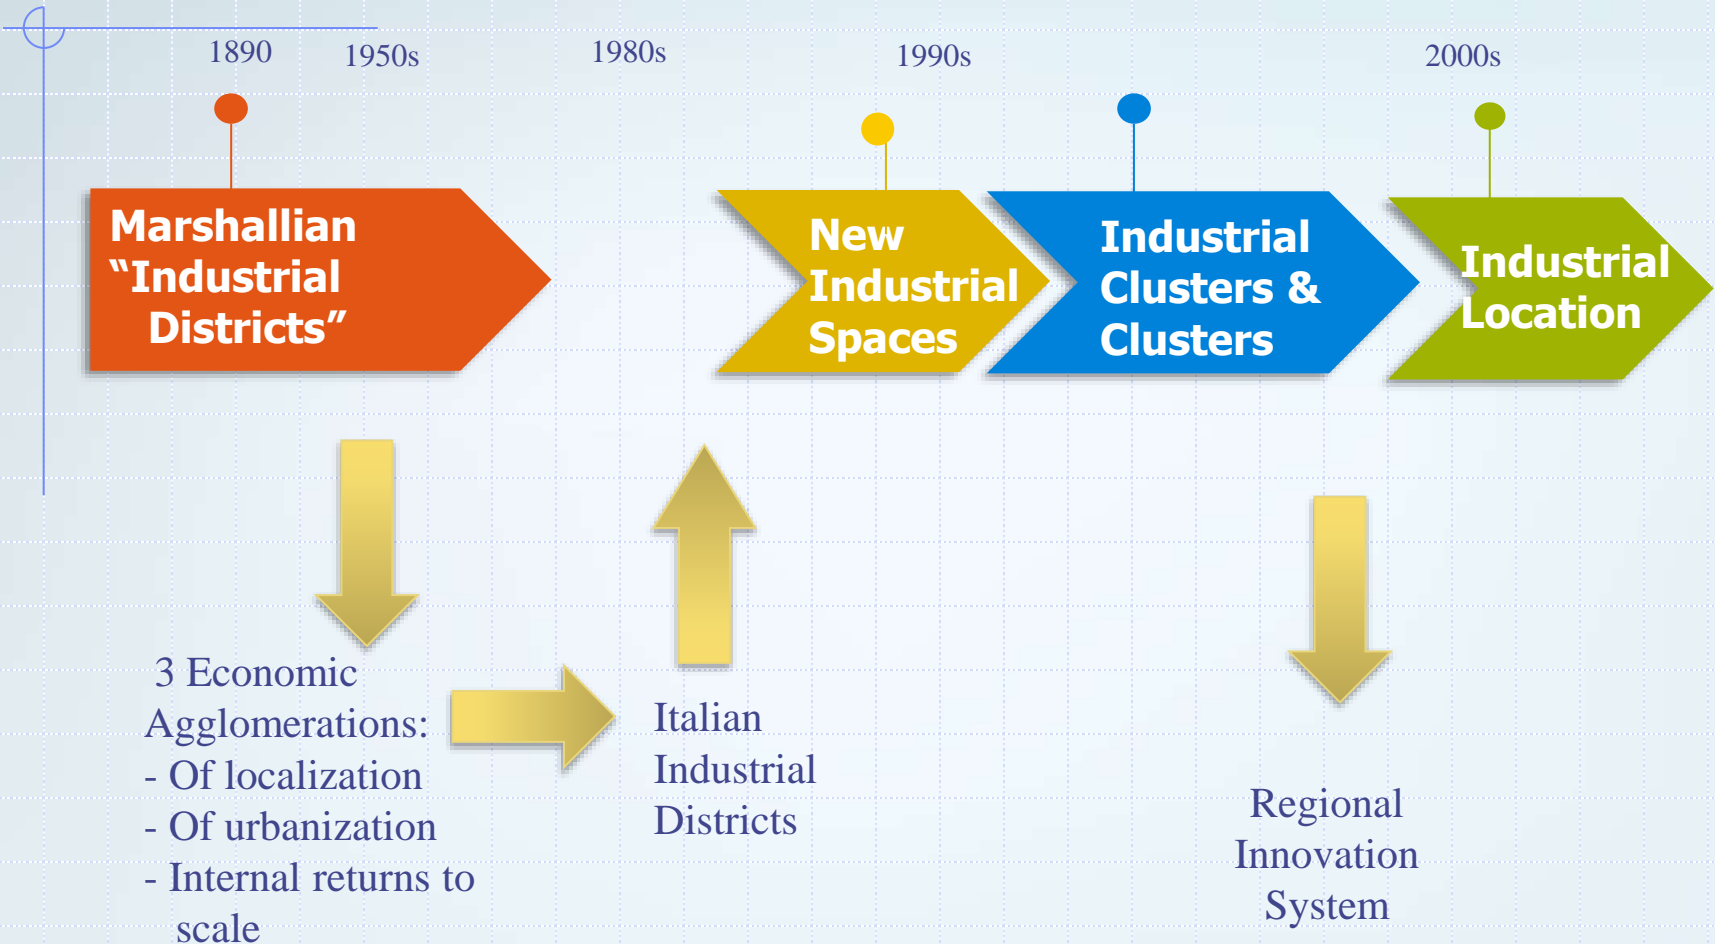 1890
1950s
1980s
1990s
2000s
Marshallian
“Industrial
Districts”
New
Industrial
Spaces
Industrial
Clusters &
Clusters
Industrial
Location
3 Economic
Agglomerations:
- Of localization
- Of urbanization
- Internal returns to
scale
Italian
Industrial
Districts
Regional
Innovation
System